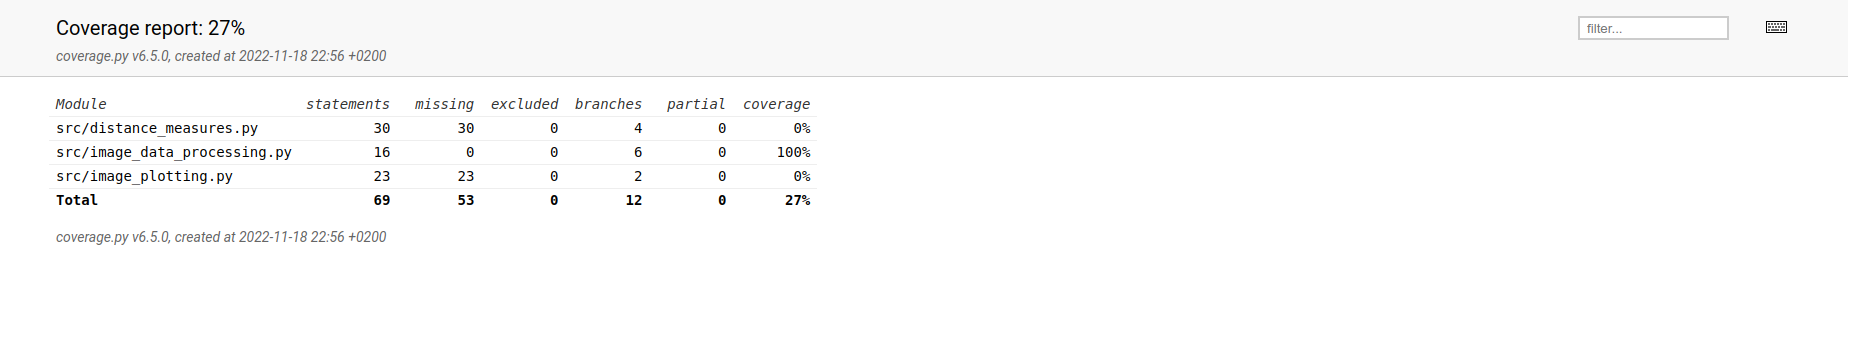 Coverage report: 27%
filter...
coverage.py v6.5.0, created at 2022-11-18 22:56 +0200
Module statements missing excluded branches partial coverage
src/distance_measures.py 30 30 0 4 0 0%
src/image_data_processing.py 16 0 0 6 0 100%
src/image_plotting.py 23 23 0 2 0 0%
Total 69 53 0 12 0 27%
coverage.py v6.5.0, created at 2022-11-18 22:56 +0200